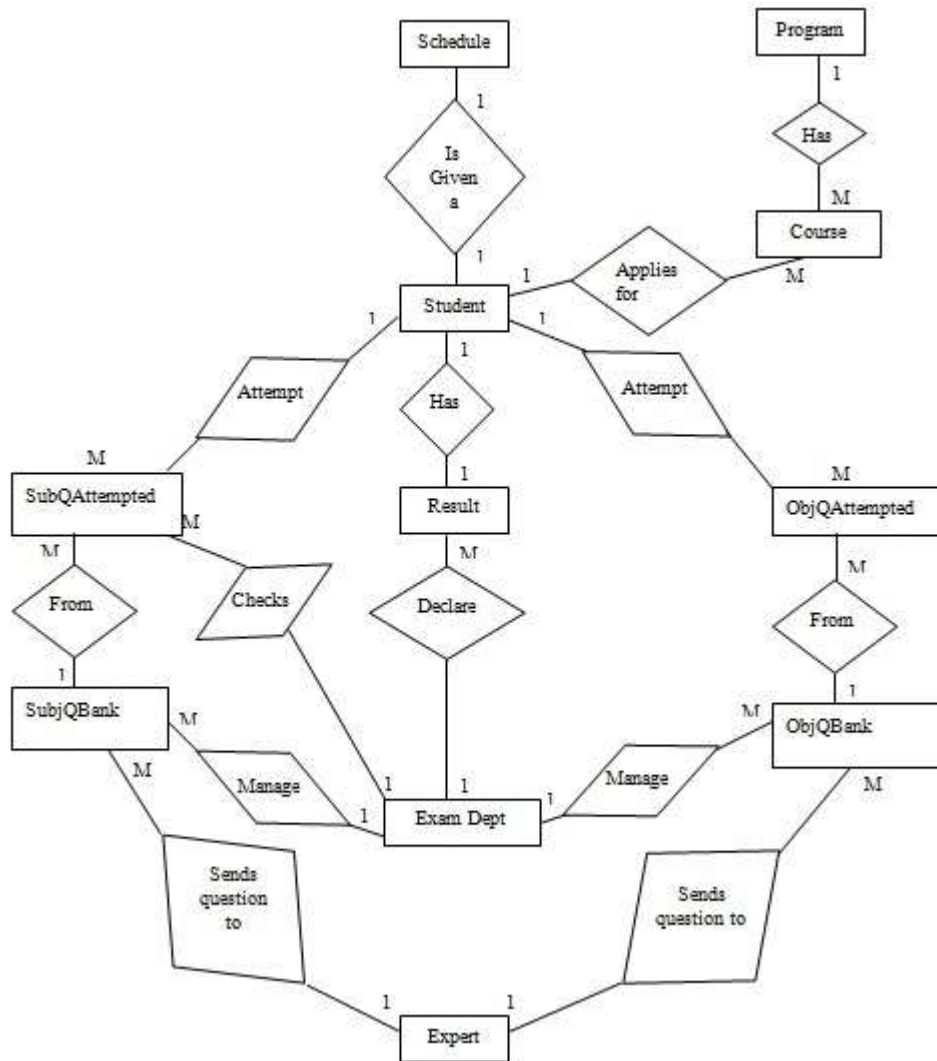 Schedule
Program
1
1
Has
Is
Given
a
M
Course
1
1
Applies
for
M
Student
1
1
1
Attempt
Has
Attempt
M
1
M
SubQAttempted
Result
ObjQAttempted
M
M
M
M
From
Checks
Declare
From
1
1
SubjQBank
ObjQBank
M
M
M
Manage
Manage
M
1
1
1
1
Exam Dept
Sends
question
to
Sends
question to
1
1
Expert